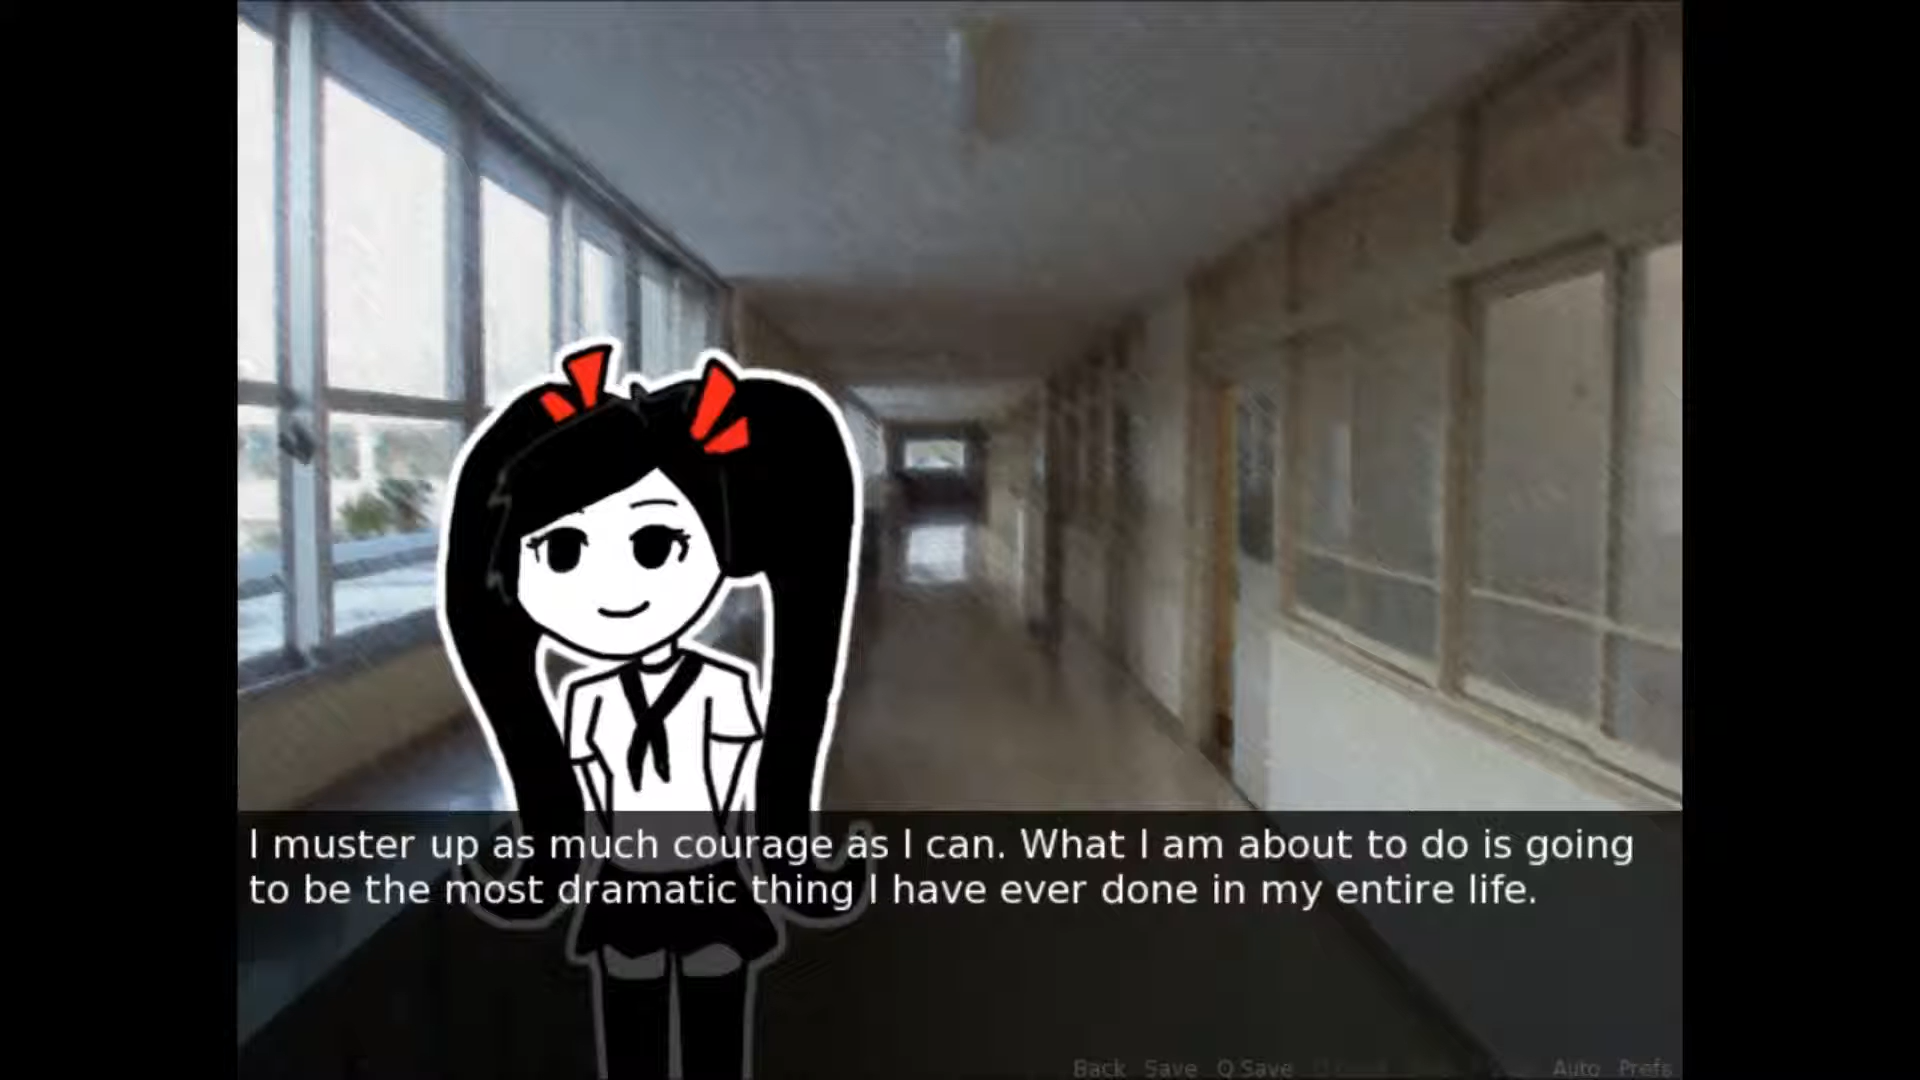 I muster up as much courage as I can. What I am about to do is going
to be the most dramatic thing I have ever done in my entire life.
Back Save Q Save Auto Prefs